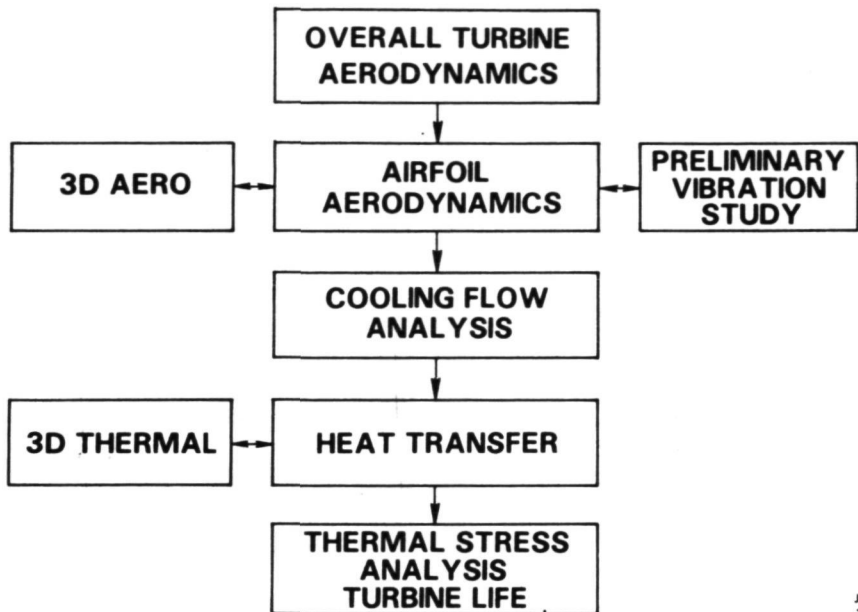 OVERALL TURBINE
AERODYNAMICS
3D AERO
AIRFOIL
AERODYNAMICS
PRELIMINARY
VIBRATION
STUDY
COOLING FLOW
ANALYSIS
3D THERMAL
HEAT TRANSFER
THERMAL STRESS
ANALYSIS
TURBINE LIFE